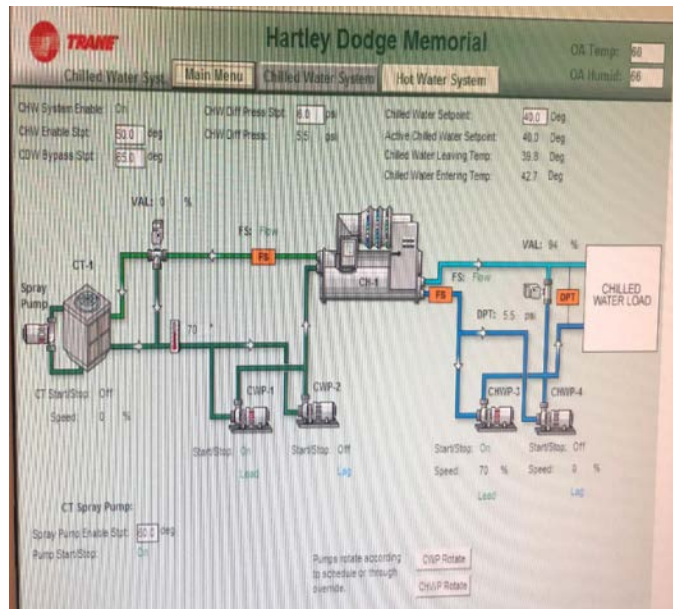 TRANE
Hartley Dodge Memorial
OA Temp: 60
OA Humid: 66
Chilled Water Syst.
Main Menu
Chilled Water System
Hot Water System
CHW System Enable: On
CHW Enable Stpt: 50.0 deg
CDW Bypass Stpt: 65.0 deg
CHW Diff Press Stpt: 6.0 psi
CHW Diff Press: 5.5 psi
Chilled Water Setpoint: 40.0 Deg
Active Chilled Water Setpoint: 40.0 Deg
Chilled Water Leaving Temp: 39.8 Deg
Chilled Water Entering Temp: 42.7 Deg
VAL: 0 %
FS: Flow
FS
CT-1
Spray Pump
CH-1
VAL: 94 %
FS: Flow
FS
DPT
DPT: 5.5 psi
CHILLED WATER LOAD
70 °
CT Start/Stop: Off
Speed: 0 %
CWP-1
CWP-2
CHWP-3
CHWP-4
Start/Stop: On
Lead
Start/Stop: Off
Lag
Start/Stop: On
Speed: 70 %
Lead
Start/Stop: Off
Speed: 0 %
Lag
CT Spray Pump:
Spray Pump Enable Stpt: 60.0 deg
Pump Start/Stop: On
Pumps rotate according
to schedule or through
override.
CWP Rotate
CHWP Rotate